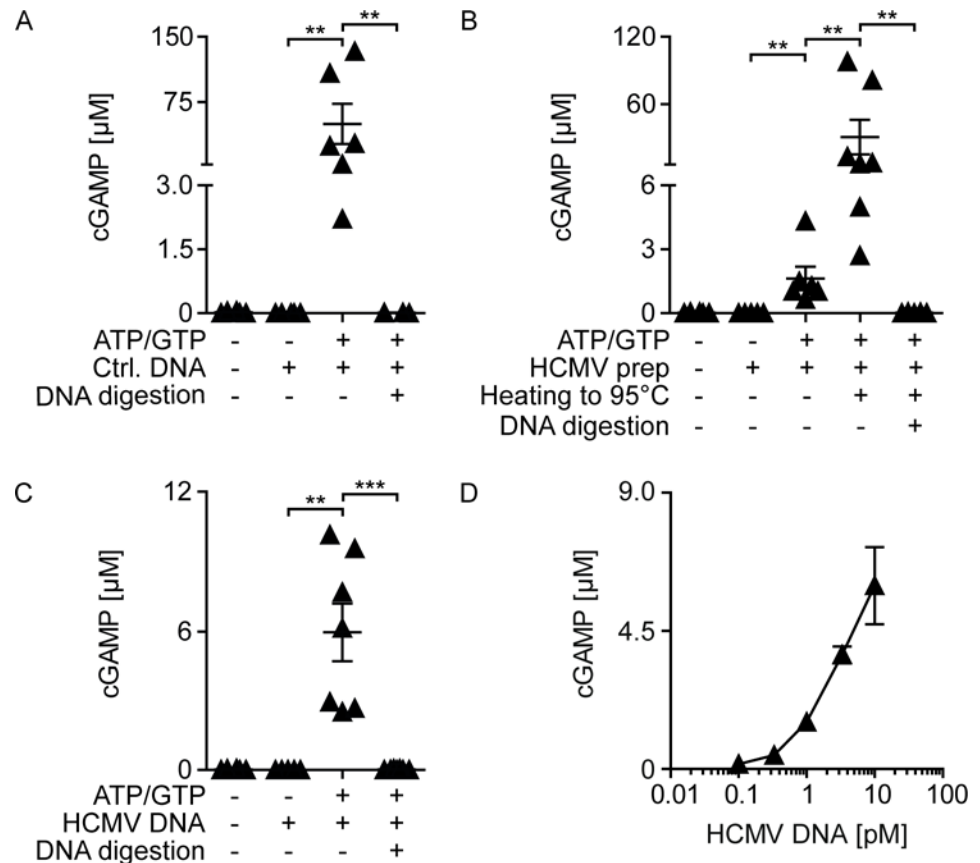 A
cGAMP [µM]
150
75
3.0
1.5
0
** **
ATP/GTP - - + +
Ctrl. DNA - + + +
DNA digestion - - - +
B
cGAMP [µM]
120
60
6
3
0
** ** **
ATP/GTP - - + + +
HCMV prep - + + + +
Heating to 95°C - - - + +
DNA digestion - - - - +
C
cGAMP [µM]
12
6
0
** ***
ATP/GTP - - + +
HCMV DNA - + + +
DNA digestion - - - +
D
cGAMP [µM]
9.0
4.5
0
0.01 0.1 1 10 100
HCMV DNA [pM]